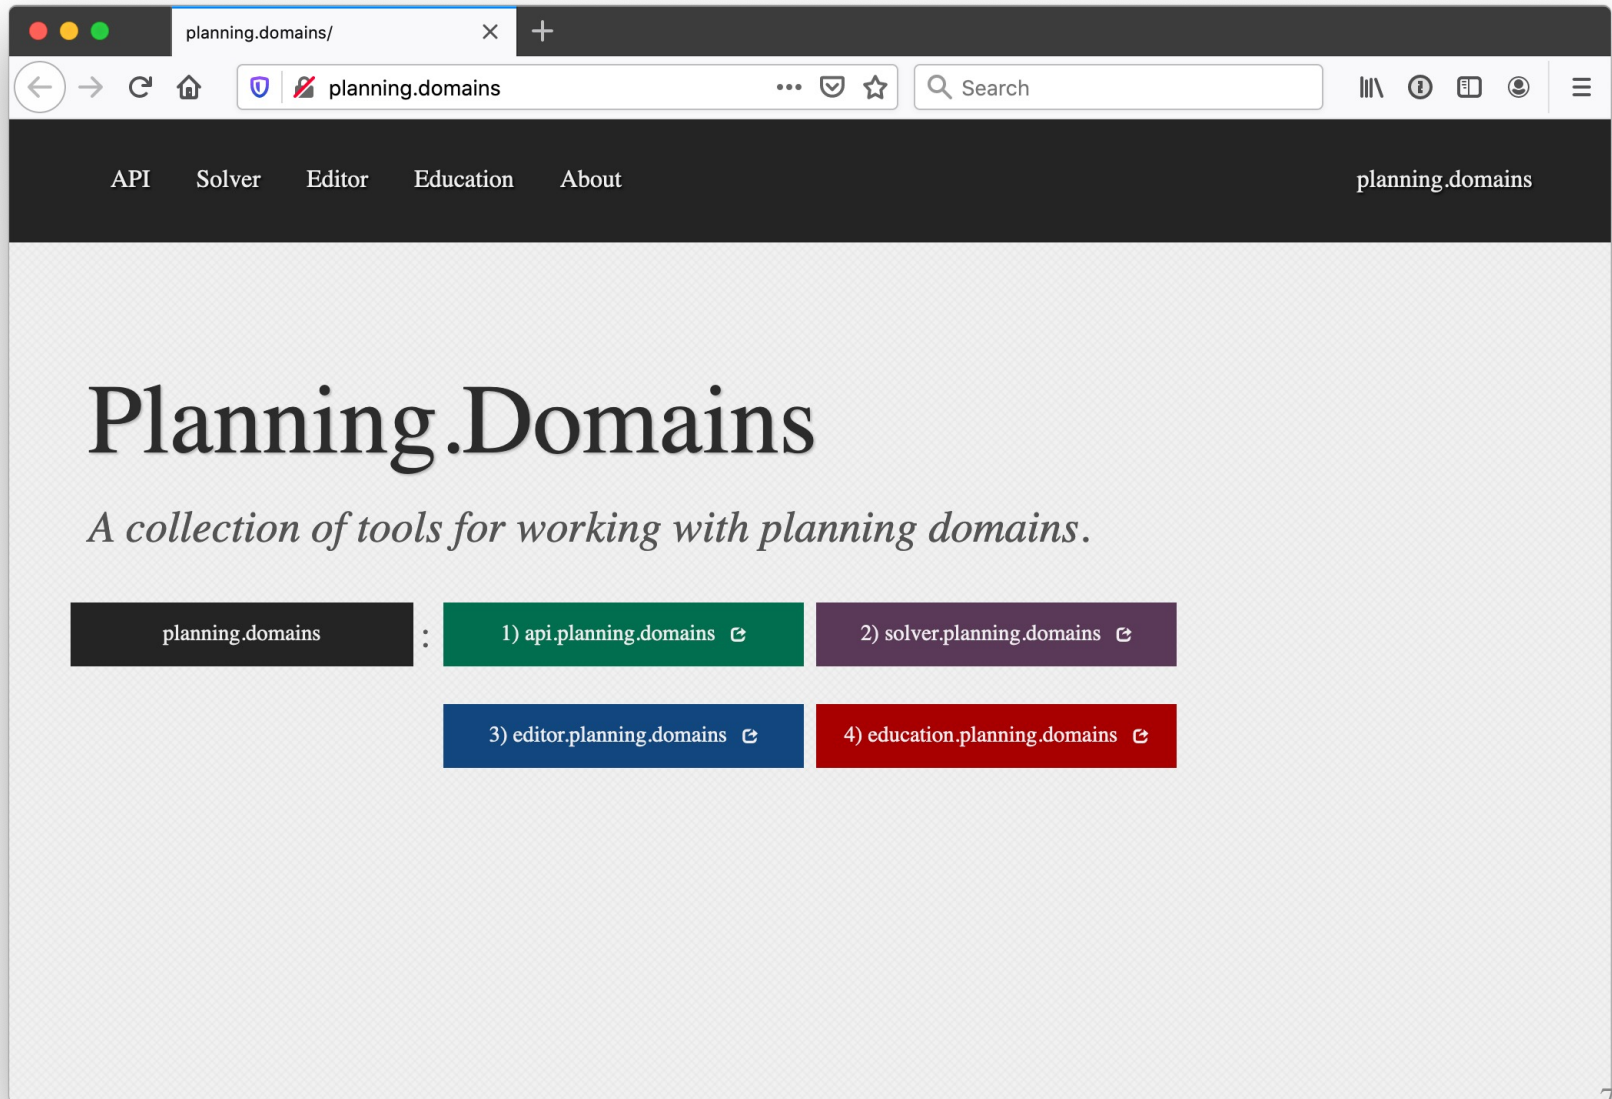 planning.domains/
planning.domains
Search
API Solver Editor Education About planning.domains
Planning.Domains
A collection of tools for working with planning domains.
planning.domains : 1) api.planning.domains 2) solver.planning.domains
3) editor.planning.domains 4) education.planning.domains